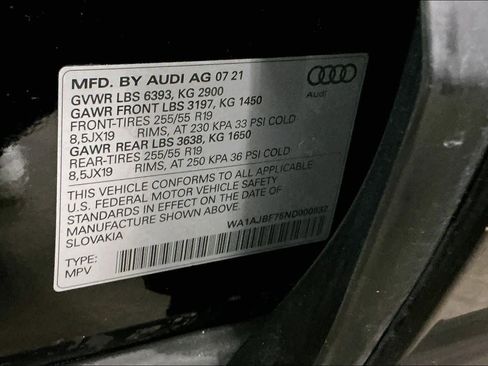 MFD. BY AUDI AG 07 21
GVWR LBS 6393, KG 2900
GAWR FRONT LBS 3197, KG 1450
FRONT-TIRES 255/55 R19
8,5JX19 RIMS, AT 230 KPA 33 PSI COLD
GAWR REAR LBS 3638, KG 1650
REAR-TIRES 255/55 R19
8,5JX19 RIMS, AT 250 KPA 36 PSI COLD
THIS VEHICLE CONFORMS TO ALL APPLICABLE
U.S. FEDERAL MOTOR VEHICLE SAFETY
STANDARDS IN EFFECT ON THE DATE OF
MANUFACTURE SHOWN ABOVE
SLOVAKIA
WA1AJBF76ND000932
TYPE:
MPV
Audi